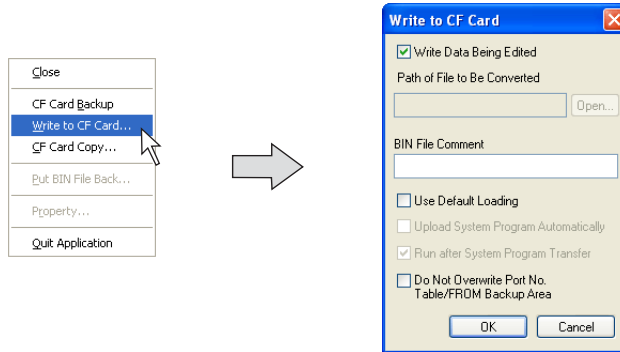 Close
CF Card Backup
Write to CF Card...
CF Card Copy...
Put BIN File Back...
Property...
Quit Application
Write to CF Card
Write Data Being Edited
Path of File to Be Converted
Open...
BIN File Comment
Use Default Loading
Upload System Program Automatically
Run after System Program Transfer
Do Not Overwrite Port No.
Table/FROM Backup Area
OK Cancel